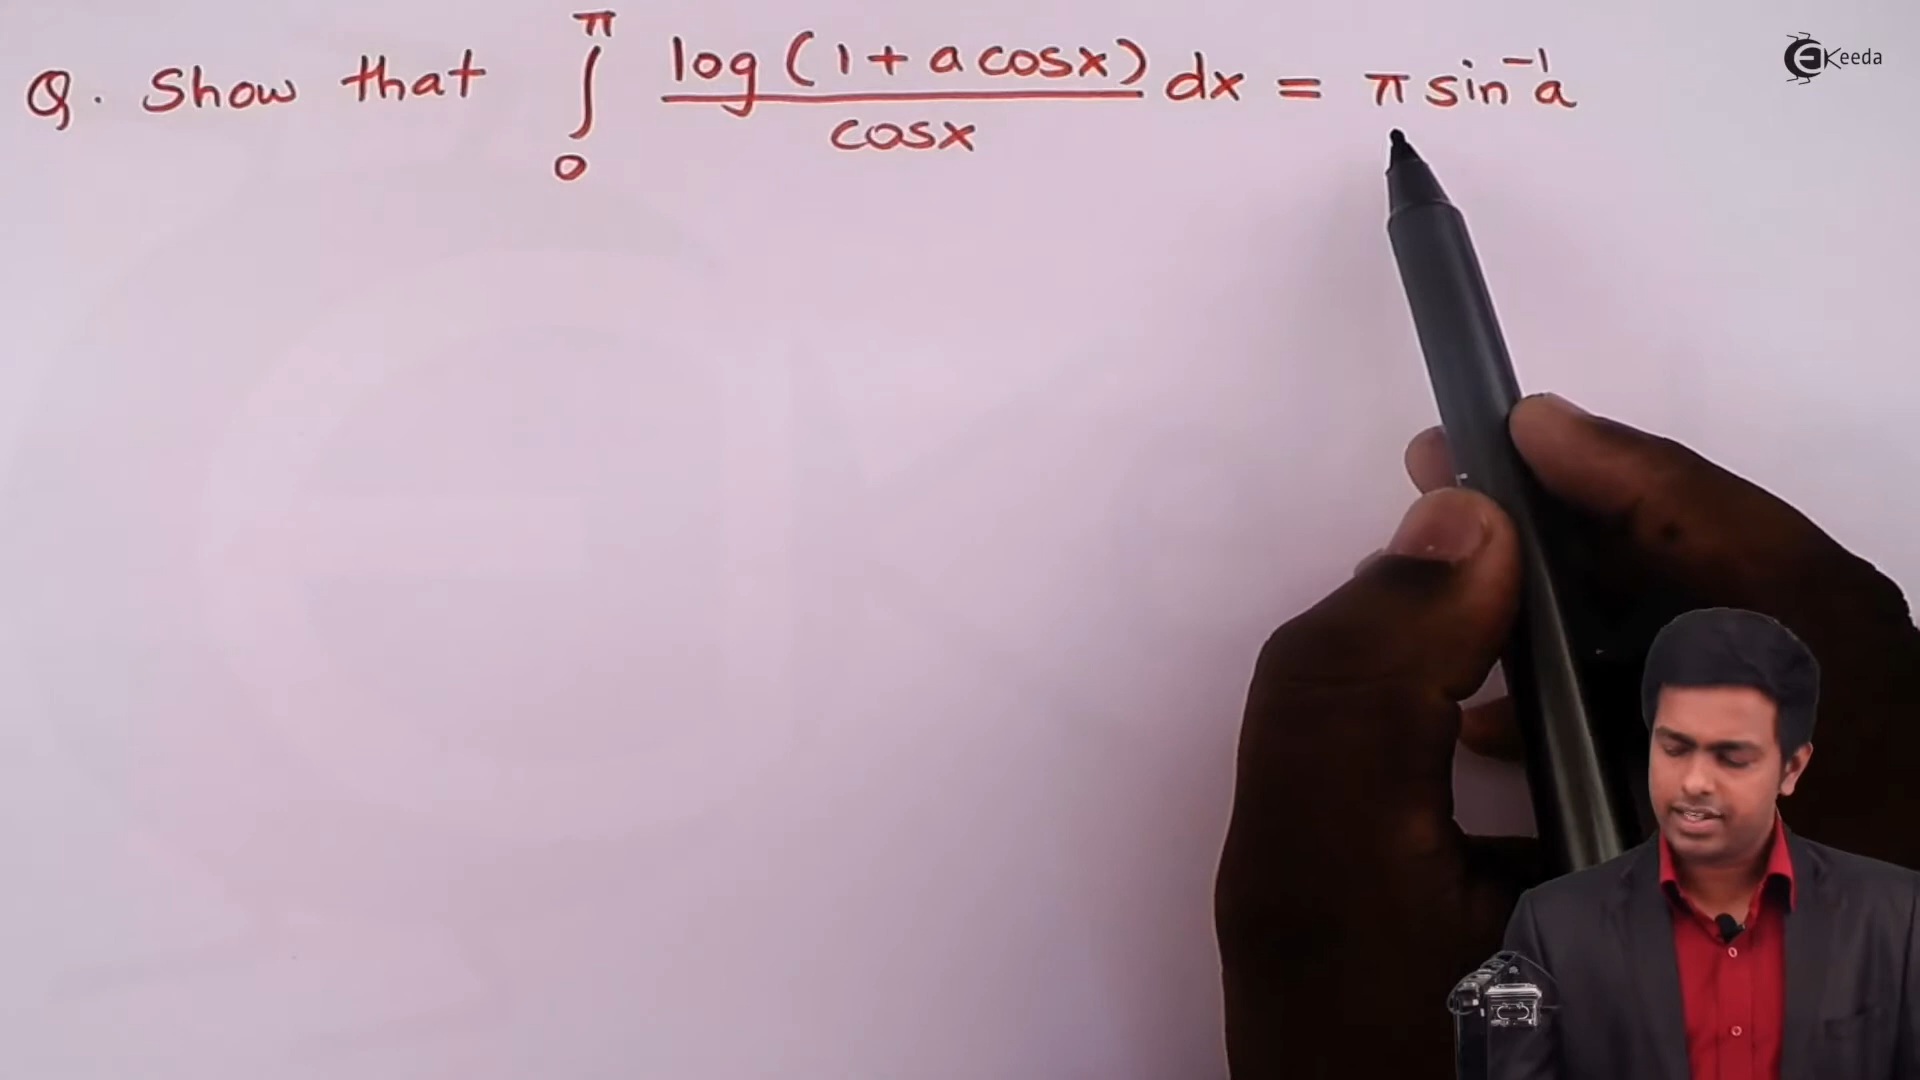 Q. Show that ∫₀^π log (1 + a cosx) / cosx dx = π sin⁻¹a
EKeeda